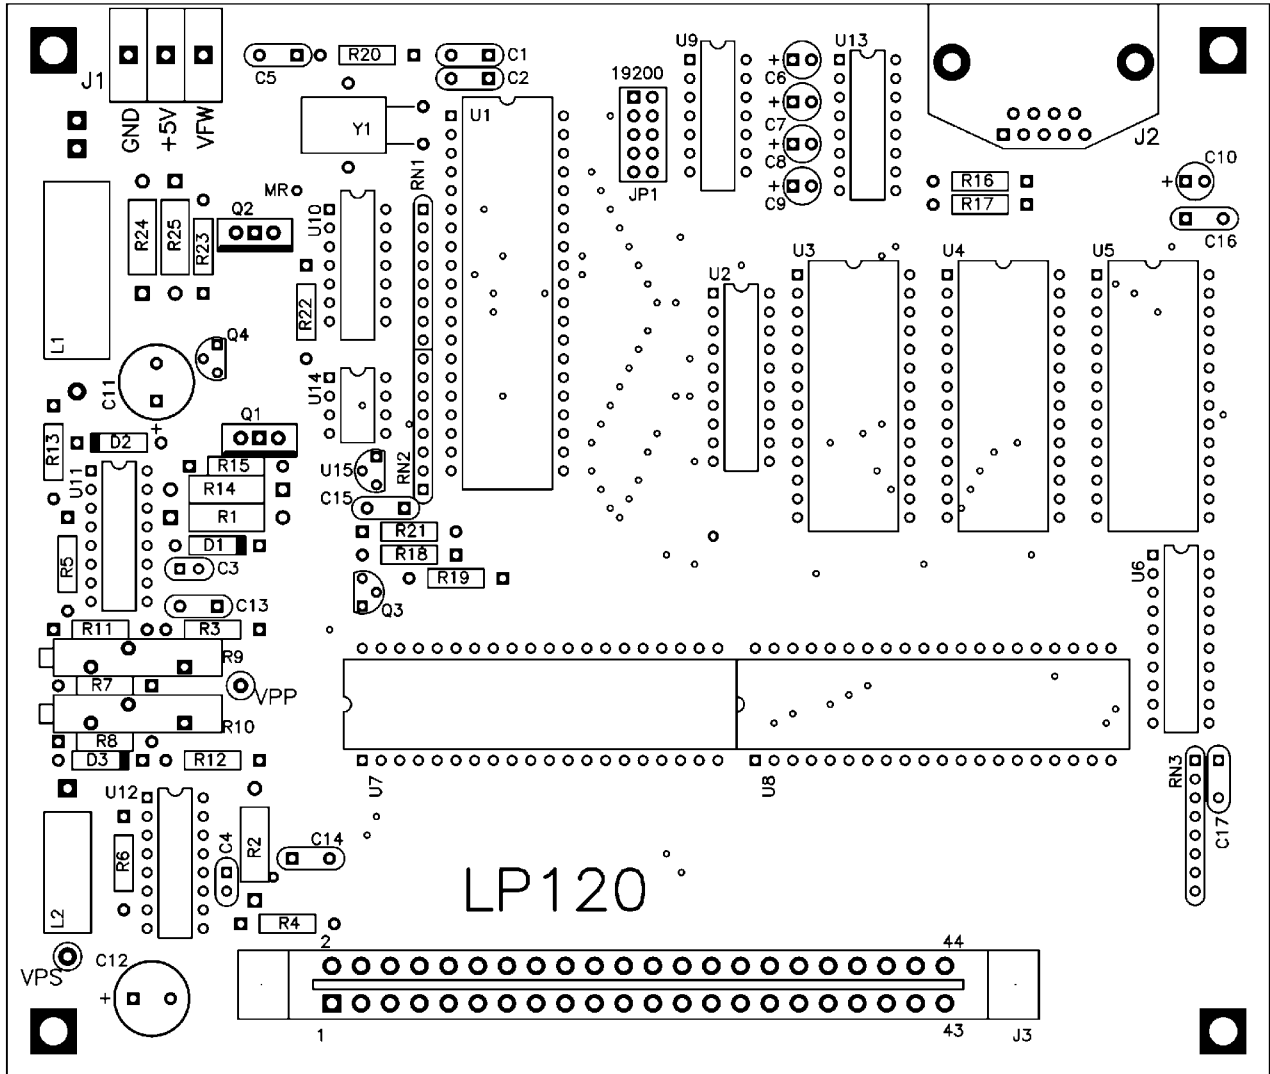 U9
U13
R20
C1
C5
C2
+
C6
J1
19200
GND
+5V
VFW
Y1
U1
+
C7
J2
+
C8
C10
RN1
MR
JP1
+
C9
R16
+
R17
Q2
U10
C16
R24
R25
R23
U3
U4
U5
U2
R22
L1
Q4
C11
U14
+
Q1
R13
D2
U11
R15
U15
RN2
R14
C15
R1
R21
D1
R18
R5
C3
R19
U6
C13
Q3
R11
R3
R9
R7
VPP
R10
R8
D3
R12
U7
U8
RN3
U12
C17
R6
C4
R2
C14
LP120
L2
R4
2
44
VPS
C12
+
1
43
J3